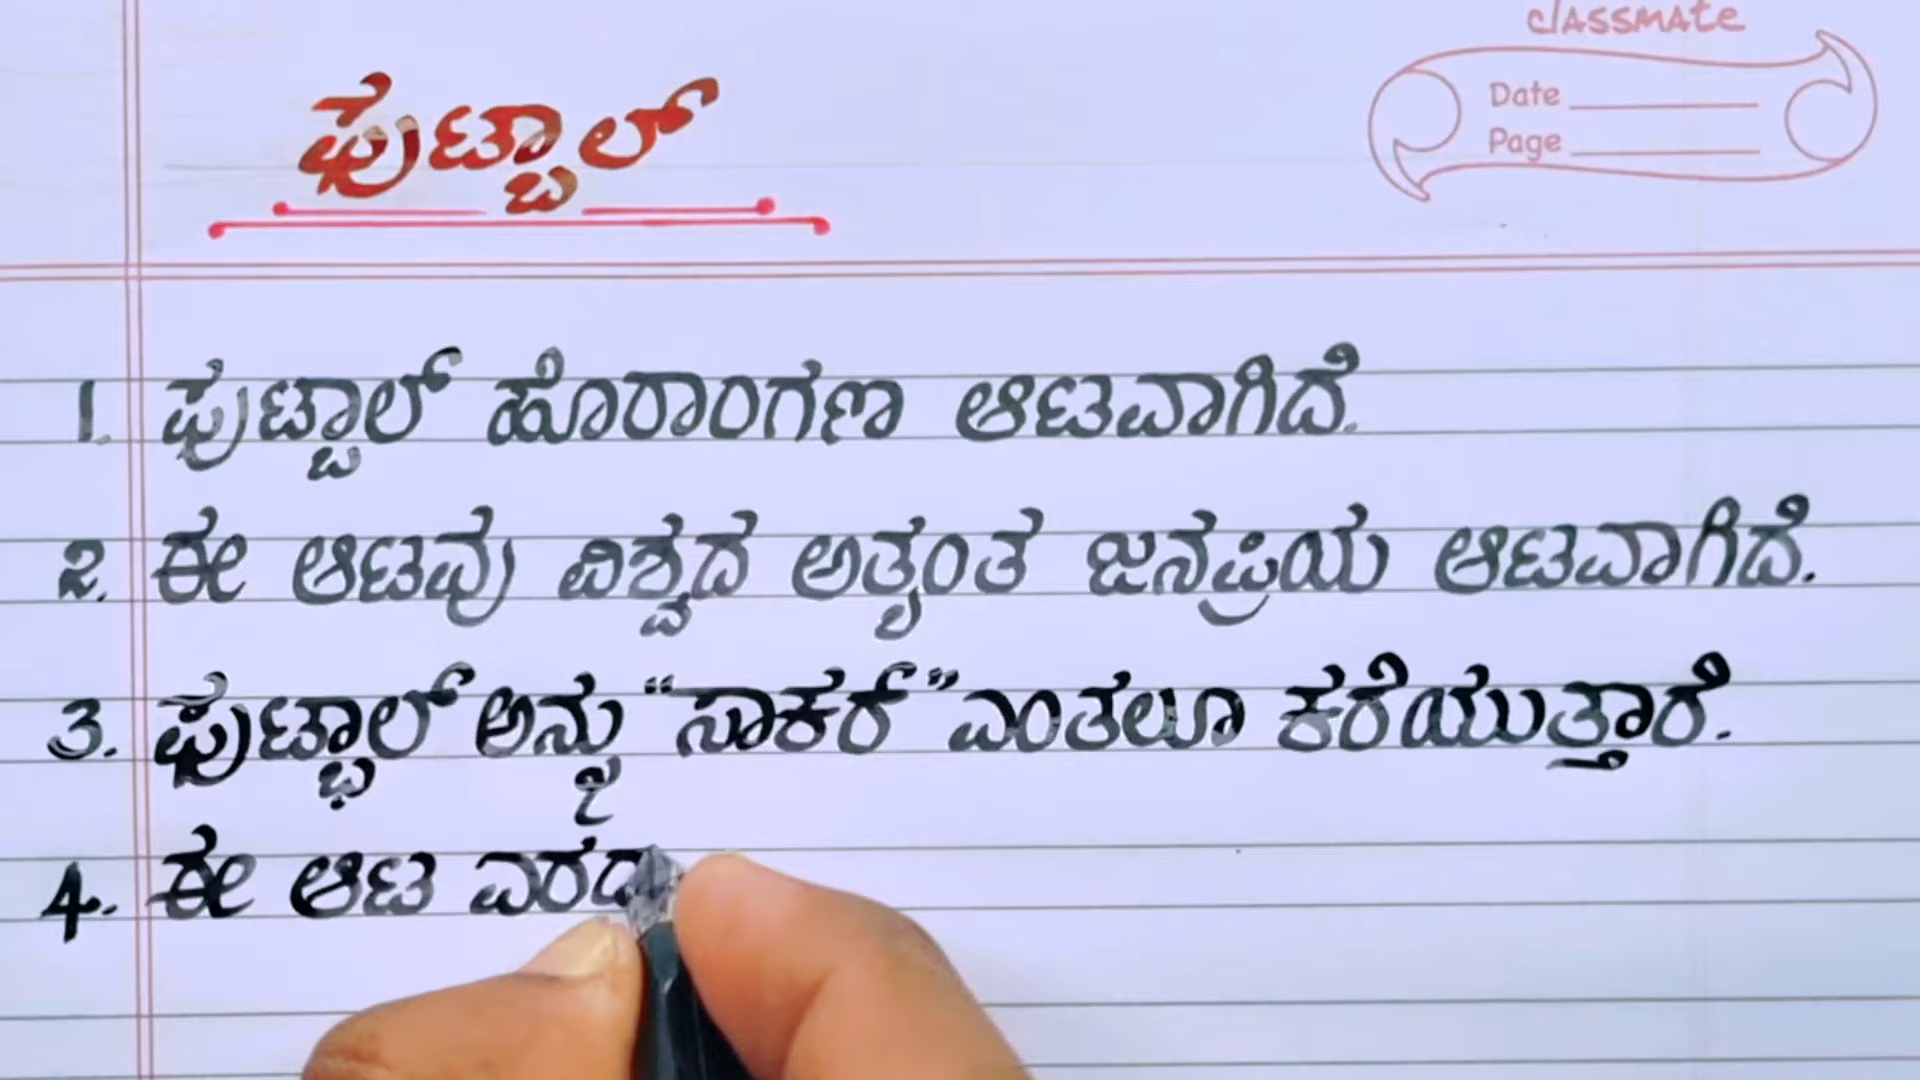 classmate
Date
Page
ಫುಟ್ಬಾಲ್
1. ಫುಟ್ಬಾಲ್ ಹೊರಾಂಗಣ ಆಟವಾಗಿದೆ.
2. ಈ ಆಟವು ವಿಶ್ವದ ಅತ್ಯಂತ ಜನಪ್ರಿಯ ಆಟವಾಗಿದೆ.
3. ಫುಟ್ಭಾಲ್ ಅನ್ನು “ಸಾಕರ್” ಎಂತಲೂ ಕರೆಯುತ್ತಾರೆ.
4. ಈ ಆಟ ಎರಡ